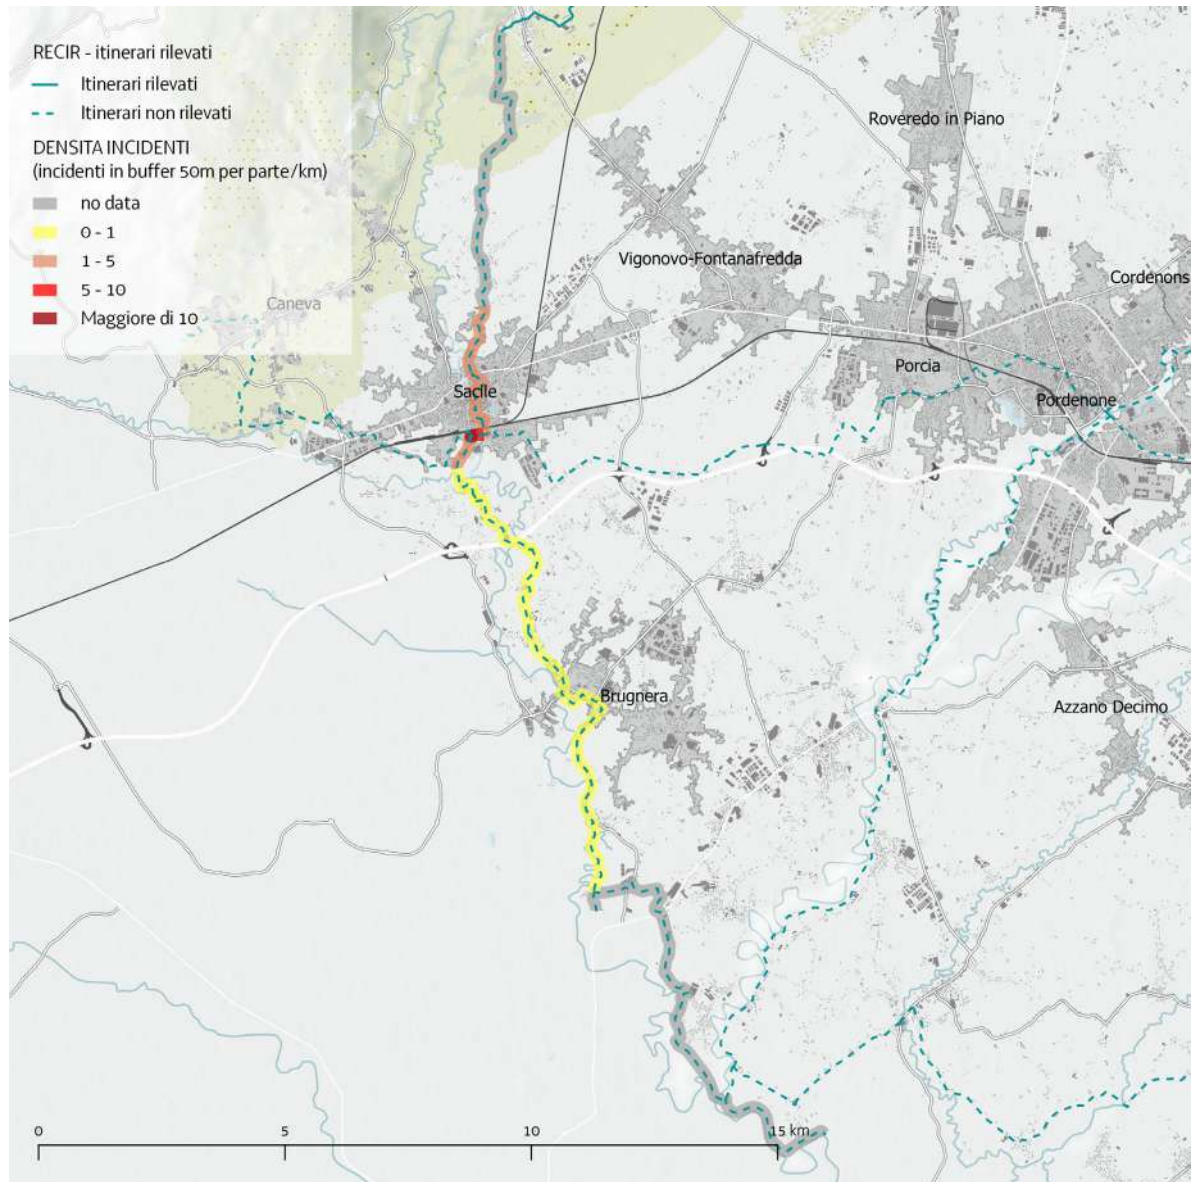 RECIR - itinerari rilevati
Itinerari rilevati
Itinerari non rilevati
DENSITA INCIDENTI
(incidenti in buffer 50m per parte/km)
no data
0 - 1
1 - 5
5 - 10
Maggiore di 10
Roveredo in Piano
Vigonovo-Fontanafredda
Cordenons
Caneva
Porcia
Sacile
Pordenone
Brugnera
Azzano Decimo
0 5 10 15 km